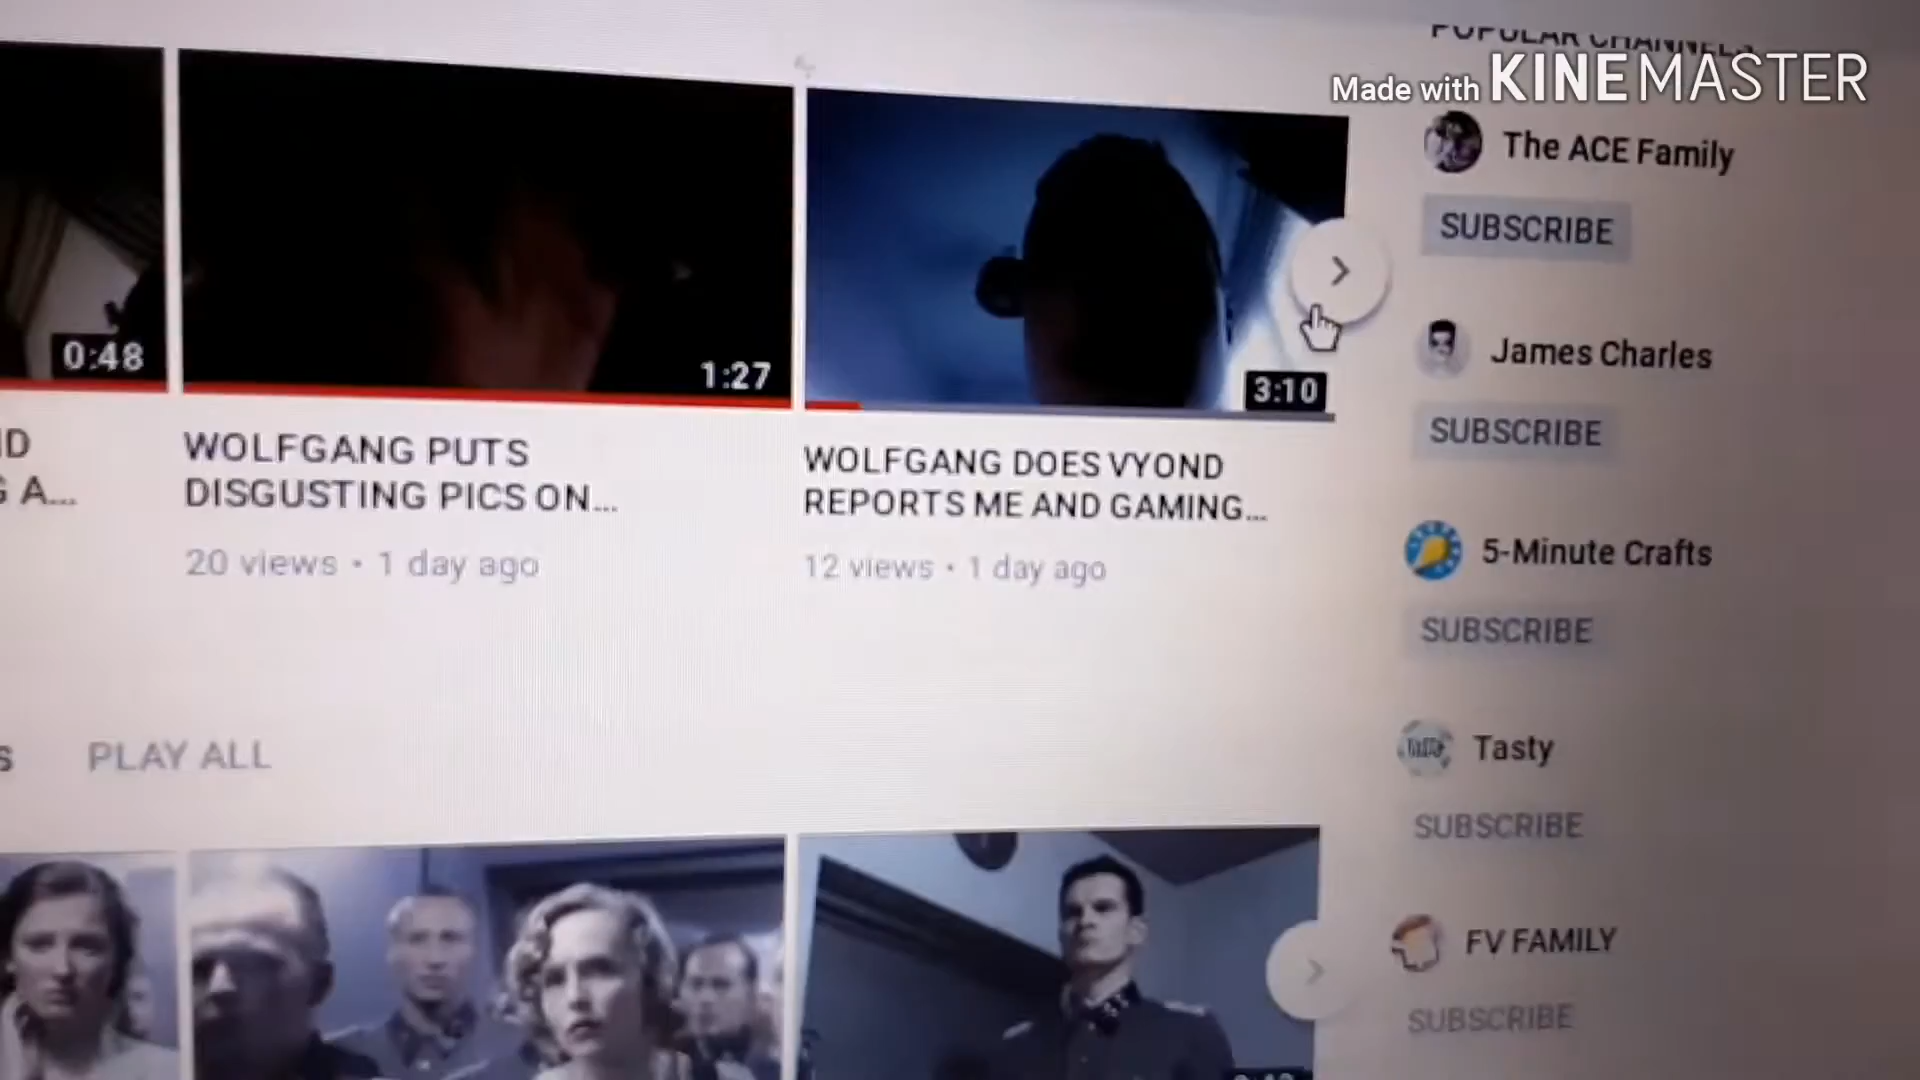 POPULAR CHANNELS
Made with KINEMASTER
The ACE Family
SUBSCRIBE
James Charles
SUBSCRIBE
0:48
1:27
3:10
A...
WOLFGANG PUTS
DISGUSTING PICS ON...
20 views • 1 day ago
WOLFGANG DOES VYOND
REPORTS ME AND GAMING...
12 views • 1 day ago
5-Minute Crafts
SUBSCRIBE
PLAY ALL
Tasty
SUBSCRIBE
FV FAMILY
SUBSCRIBE